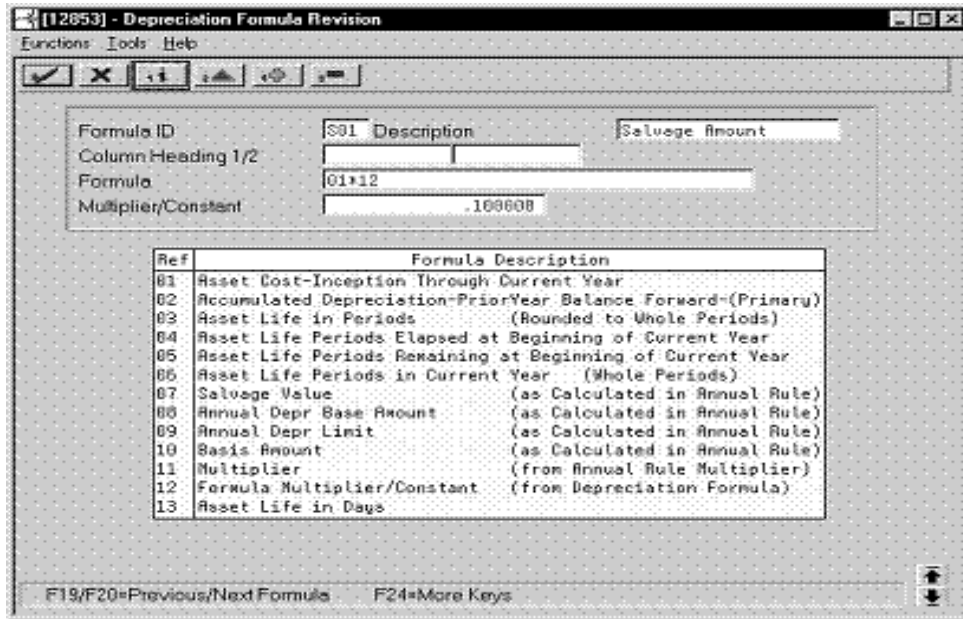 [12853] - Depreciation Formula Revision
Functions Tools Help
Formula ID S01 Description Salvage Amount
Column Heading 1/2
Formula 01*12
Multiplier/Constant .100000
Ref Formula Description
01 Asset Cost-Inception Through Current Year
02 Accumulated Depreciation-PriorYear Balance Forward-(Primary)
03 Asset Life in Periods (Rounded to Whole Periods)
04 Asset Life Periods Elapsed at Beginning of Current Year
05 Asset Life Periods Remaining at Beginning of Current Year
06 Asset Life Periods in Current Year (Whole Periods)
07 Salvage Value (as Calculated in Annual Rule)
08 Annual Depr Base Amount (as Calculated in Annual Rule)
09 Annual Depr Limit (as Calculated in Annual Rule)
10 Basis Amount (as Calculated in Annual Rule)
11 Multiplier (from Annual Rule Multiplier)
12 Formula Multiplier/Constant (from Depreciation Formula)
13 Asset Life in Days
F19/F20=Previous/Next Formula F24=More Keys